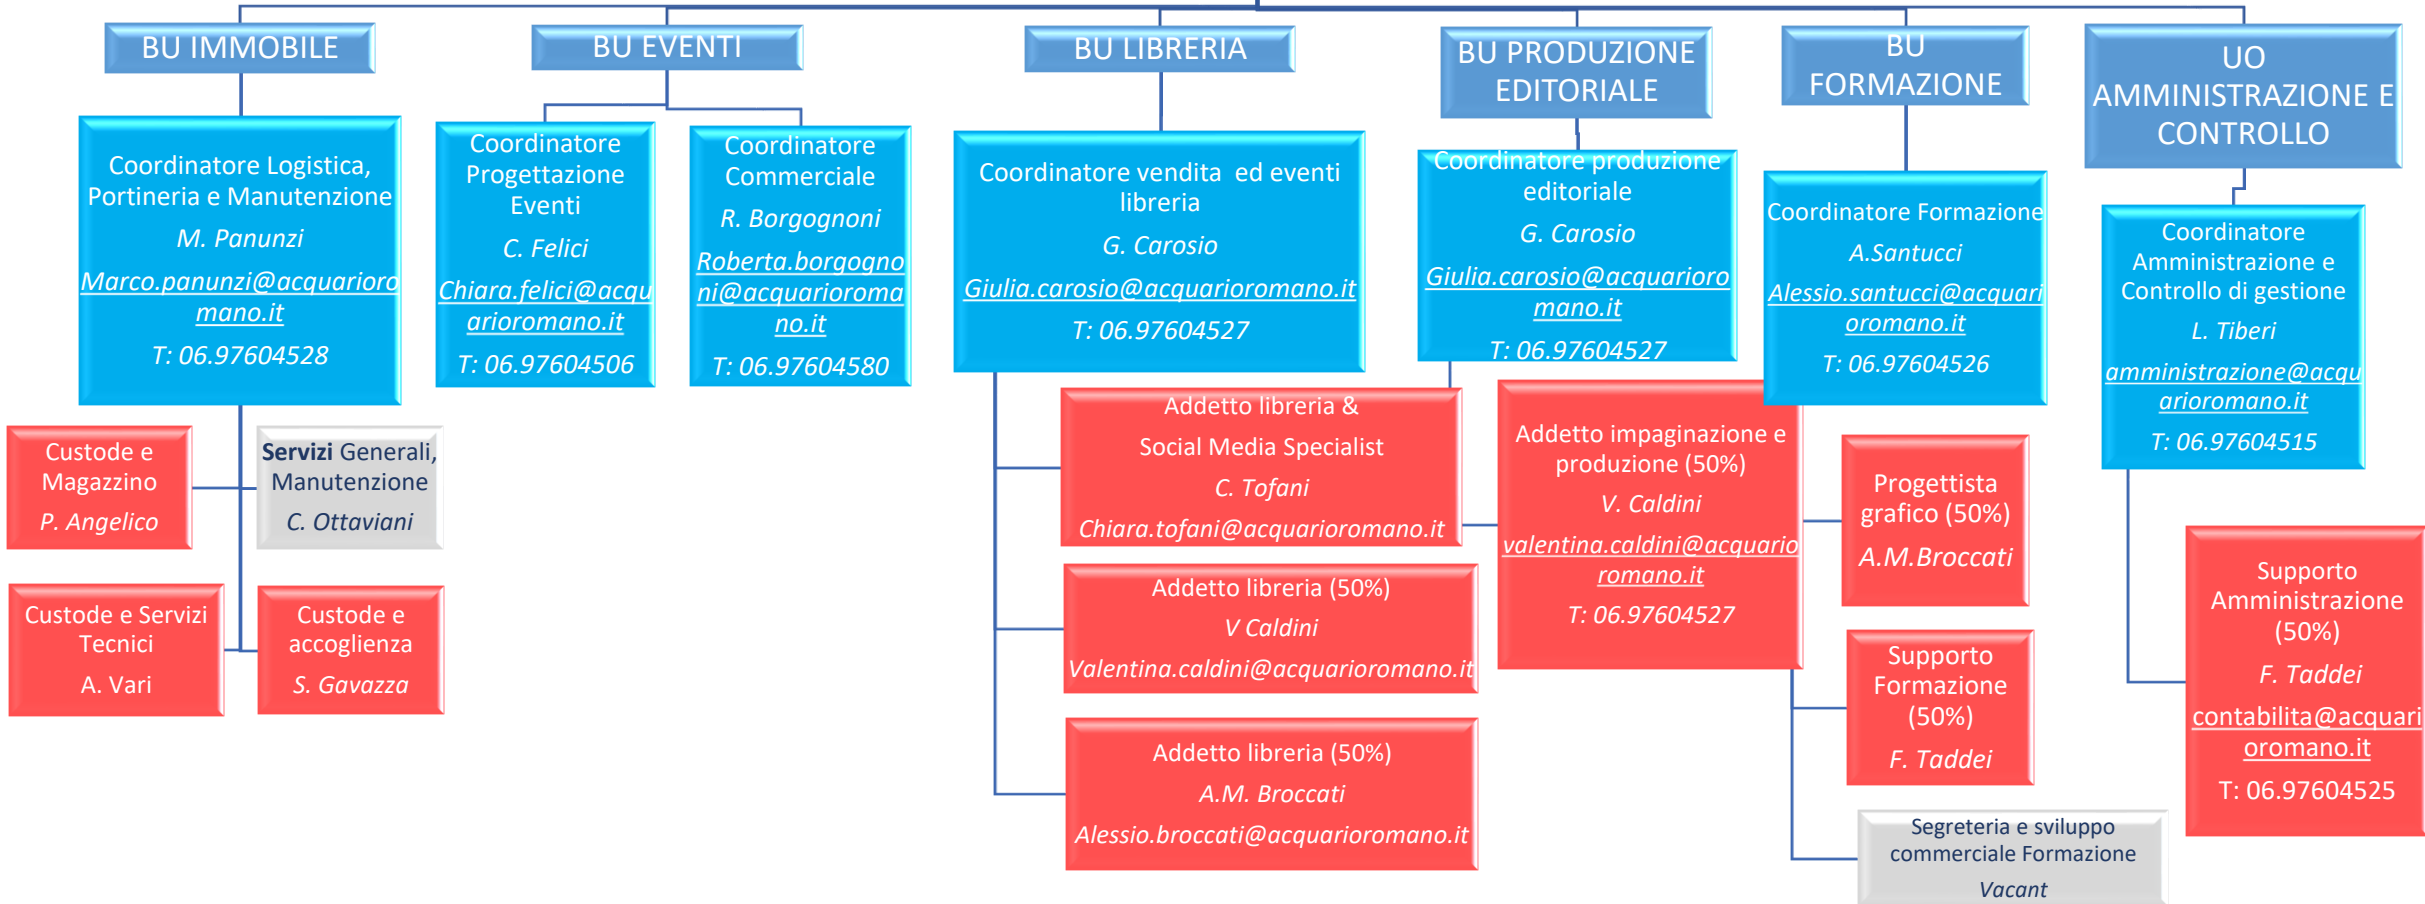 BU IMMOBILE
Coordinatore Logistica,
Portineria e Manutenzione
M. Panunzi
Marco.panunzi@acquarioro
mano.it
T: 06.97604528
Custode e
Magazzino
P. Angelico
Servizi Generali,
Manutenzione
C. Ottaviani
Custode e Servizi
Tecnici
A. Vari
Custode e
accoglienza
S. Gavazza
BU EVENTI
Coordinatore
Progettazione
Eventi
C. Felici
Chiara.felici@acqu
arioromano.it
T: 06.97604506
Coordinatore
Commerciale
R. Borgognoni
Roberta.borgogno
ni@acquarioroma
no.it
T: 06.97604580
BU LIBRERIA
Coordinatore vendita ed eventi
libreria
G. Carosio
Giulia.carosio@acquarioromano.it
T: 06.97604527
Addetto libreria &
Social Media Specialist
C. Tofani
Chiara.tofani@acquarioromano.it
Addetto libreria (50%)
V Caldini
Valentina.caldini@acquarioromano.it
Addetto libreria (50%)
A.M. Broccati
Alessio.broccati@acquarioromano.it
BU PRODUZIONE
EDITORIALE
Coordinatore produzione
editoriale
G. Carosio
Giulia.carosio@acquarioro
mano.it
T: 06.97604527
Addetto impaginazione e
produzione (50%)
V. Caldini
valentina.caldini@acquario
romano.it
T: 06.97604527
Progettista
grafico (50%)
A.M.Broccati
BU
FORMAZIONE
Coordinatore Formazione
A.Santucci
Alessio.santucci@acquari
oromano.it
T: 06.97604526
Supporto
Formazione
(50%)
F. Taddei
Segreteria e sviluppo
commerciale Formazione
Vacant
UO
AMMINISTRAZIONE E
CONTROLLO
Coordinatore
Amministrazione e
Controllo di gestione
L. Tiberi
amministrazione@acqu
arioromano.it
T: 06.97604515
Supporto
Amministrazione
(50%)
F. Taddei
contabilita@acquari
oromano.it
T: 06.97604525